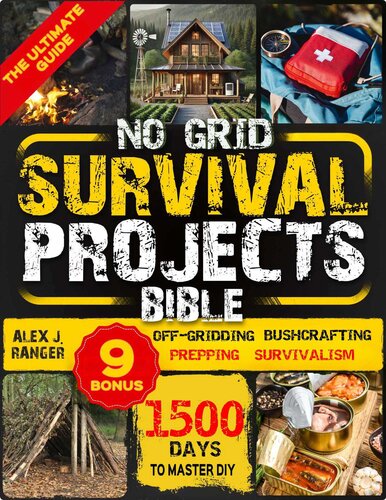 THE ULTIMATE
GUIDE
NO GRID
SURVIVAL
PROJECTS
BIBLE
ALEX J.
RANGER
9
BONUS
OFF-GRIDDING BUSHCRAFTING
PREPPING SURVIVALISM
1500
DAYS
TO MASTER DIY